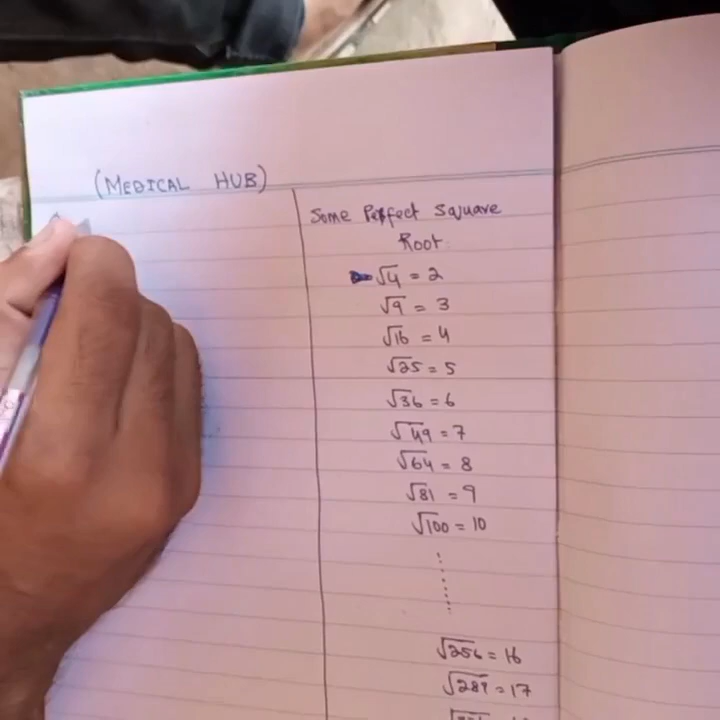 (MEDICAL HUB)
Some Perfect Square
Root
√4 = 2
√9 = 3
√16 = 4
√25 = 5
√36 = 6
√49 = 7
√64 = 8
√81 = 9
√100 = 10
√256 = 16
√289 = 17